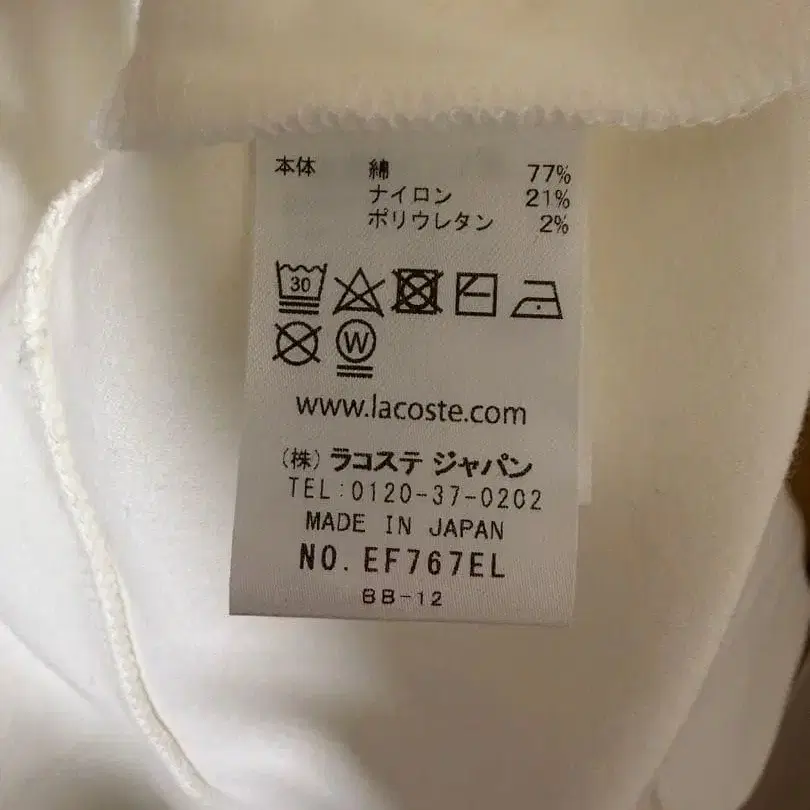 本体 綿 77%
ナイロン 21%
ポリウレタン 2%
30
W
www.lacoste.com
(株) ラコステ ジャパン
TEL:0120-37-0202
MADE IN JAPAN
NO. EF767EL
BB-12